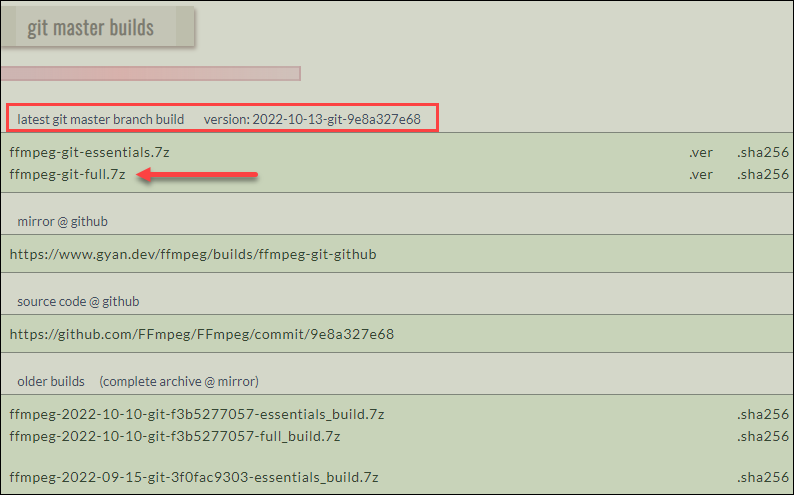 git master builds
latest git master branch build version: 2022-10-13-git-9e8a327e68
ffmpeg-git-essentials.7z .ver .sha256
ffmpeg-git-full.7z .ver .sha256
mirror @ github
https://www.gyan.dev/ffmpeg/builds/ffmpeg-git-github
source code @ github
https://github.com/FFmpeg/FFmpeg/commit/9e8a327e68
older builds (complete archive @ mirror)
ffmpeg-2022-10-10-git-f3b5277057-essentials_build.7z .sha256
ffmpeg-2022-10-10-git-f3b5277057-full_build.7z .sha256
ffmpeg-2022-09-15-git-3f0fac9303-essentials_build.7z .sha256